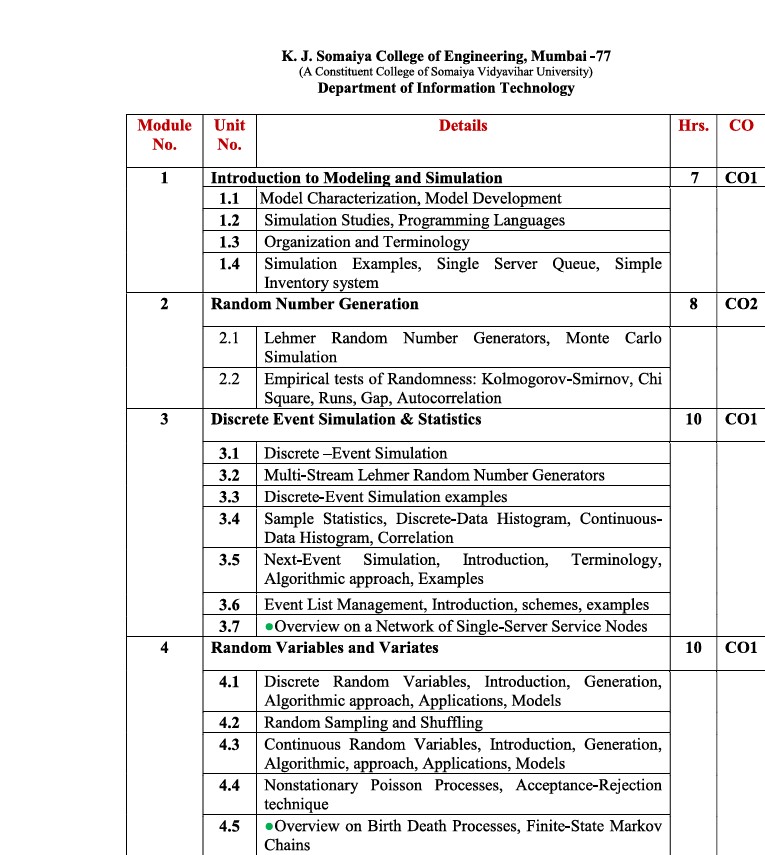 K. J. Somaiya College of Engineering, Mumbai -77
(A Constituent College of Somaiya Vidyavihar University)
Department of Information Technology
Module No. Unit No. Details Hrs. CO
1 Introduction to Modeling and Simulation 7 CO1
1.1 Model Characterization, Model Development
1.2 Simulation Studies, Programming Languages
1.3 Organization and Terminology
1.4 Simulation Examples, Single Server Queue, Simple
Inventory system
2 Random Number Generation 8 CO2
2.1 Lehmer Random Number Generators, Monte Carlo
Simulation
2.2 Empirical tests of Randomness: Kolmogorov-Smirnov, Chi
Square, Runs, Gap, Autocorrelation
3 Discrete Event Simulation & Statistics 10 CO1
3.1 Discrete –Event Simulation
3.2 Multi-Stream Lehmer Random Number Generators
3.3 Discrete-Event Simulation examples
3.4 Sample Statistics, Discrete-Data Histogram, Continuous-
Data Histogram, Correlation
3.5 Next-Event Simulation, Introduction, Terminology,
Algorithmic approach, Examples
3.6 Event List Management, Introduction, schemes, examples
3.7 ●Overview on a Network of Single-Server Service Nodes
4 Random Variables and Variates 10 CO1
4.1 Discrete Random Variables, Introduction, Generation,
Algorithmic approach, Applications, Models
4.2 Random Sampling and Shuffling
4.3 Continuous Random Variables, Introduction, Generation,
Algorithmic, approach, Applications, Models
4.4 Nonstationary Poisson Processes, Acceptance-Rejection
technique
4.5 ●Overview on Birth Death Processes, Finite-State Markov
Chains